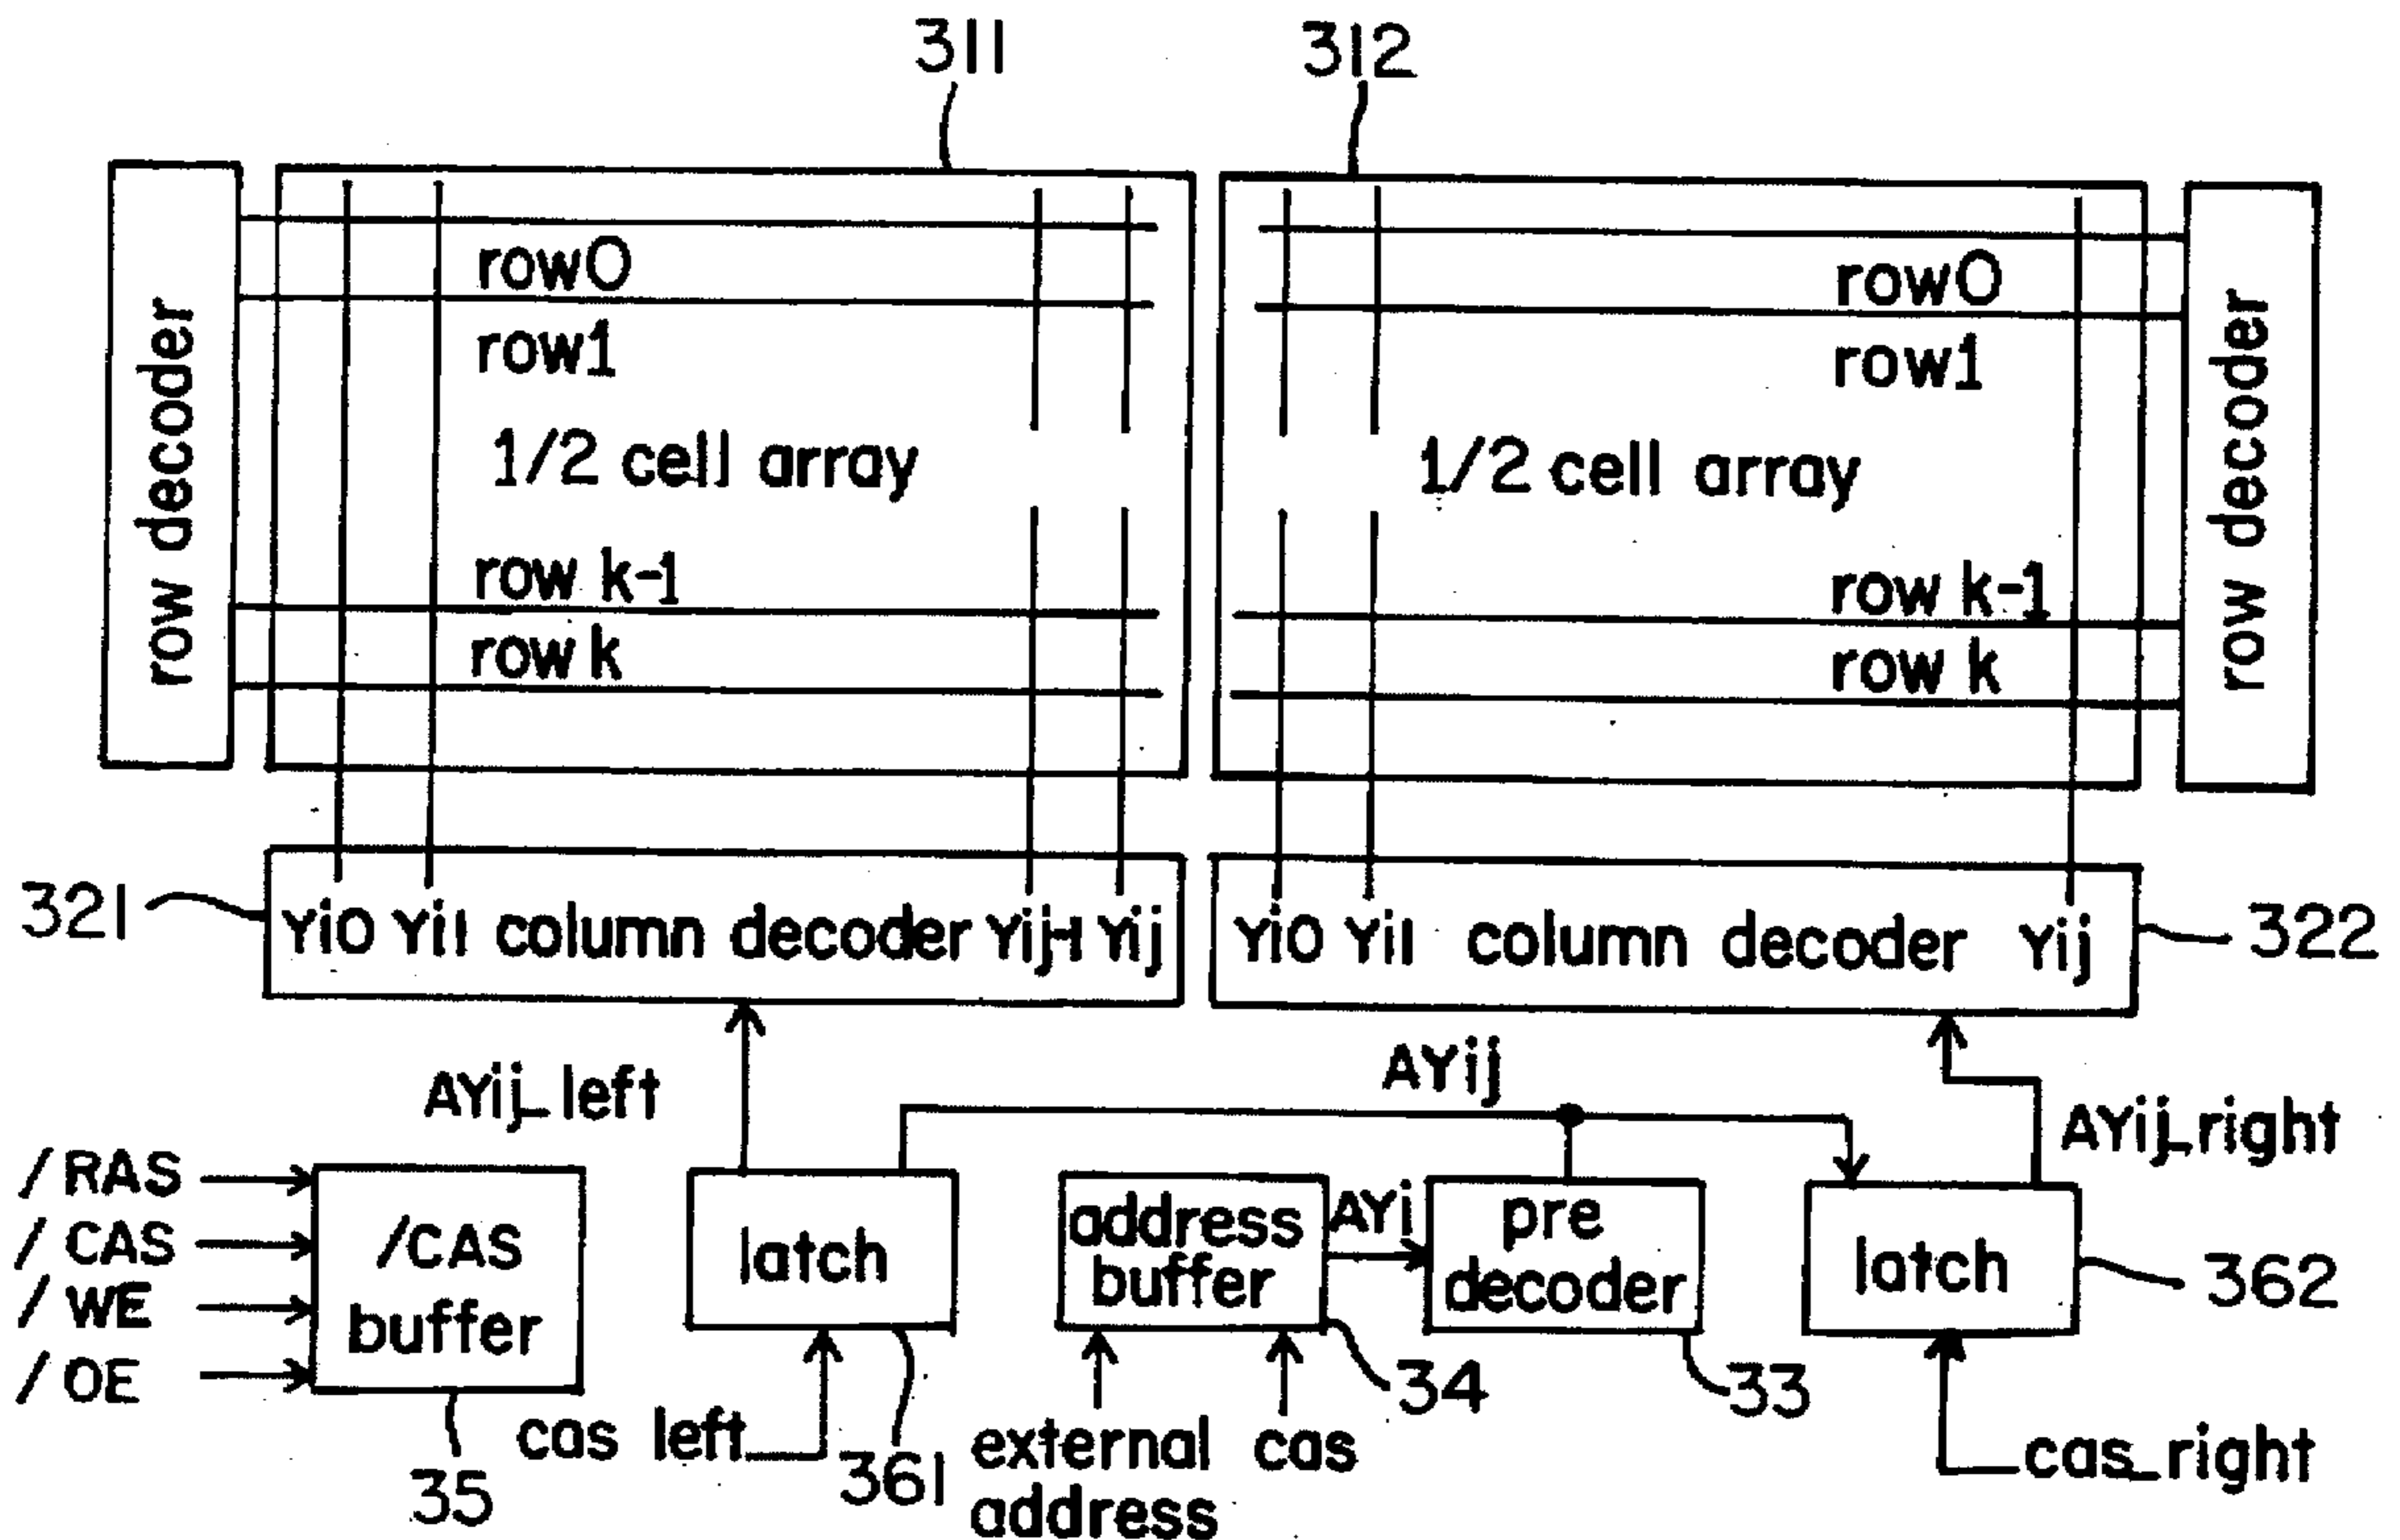 311
312
row decoder
row0
row1
1/2 cell array
row k-1
row k
row0
row1
1/2 cell array
row k-1
row k
row decoder
321
Yi0 Yi1 column decoder Yij-1 Yij
Yi0 Yi1 column decoder Yij
322
AYij_left
AYij
AYij_right
/RAS
/CAS
/WE
/OE
/CAS
buffer
latch
address
buffer
AYi
pre
decoder
latch
362
35
cas left
361
external
address
cas
34
33
cas_right